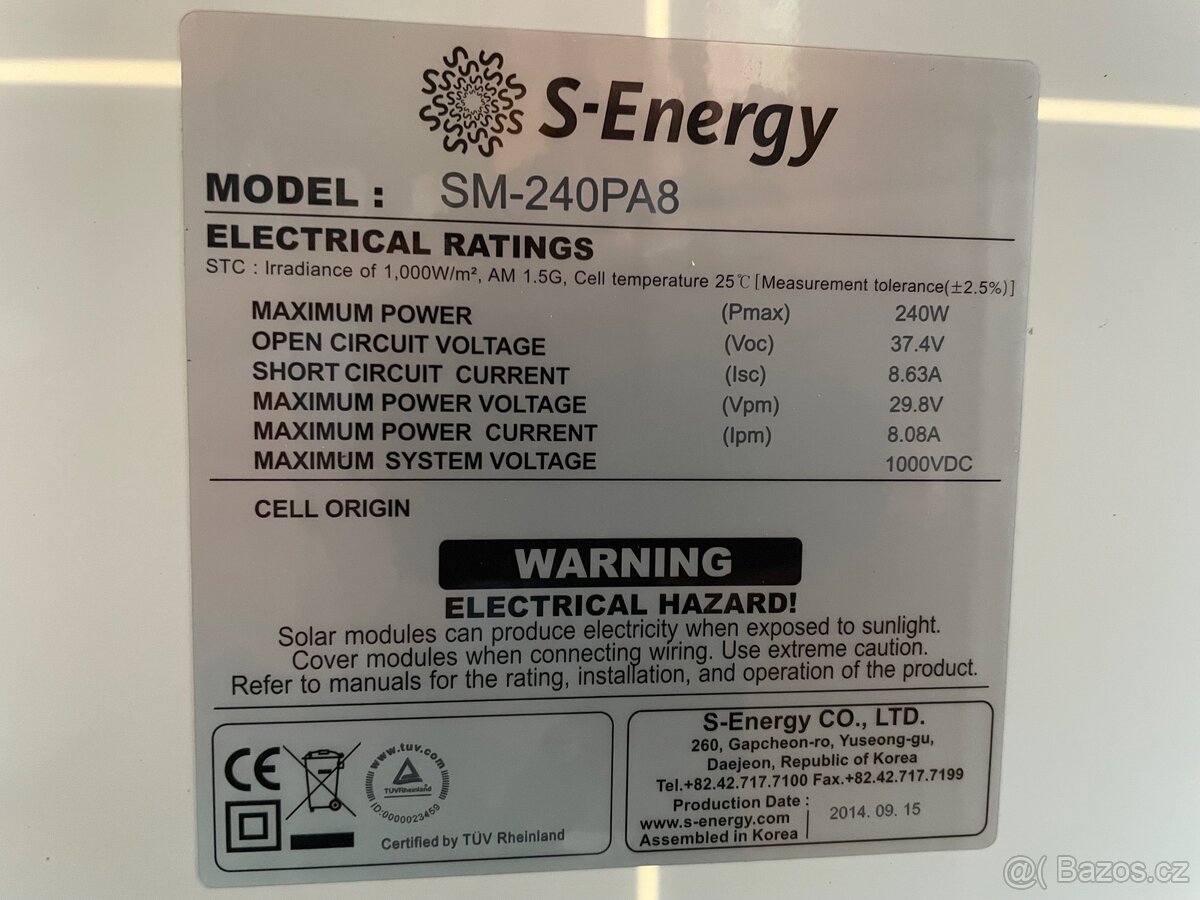 S-Energy
MODEL : SM-240PA8
ELECTRICAL RATINGS
STC : Irradiance of 1,000W/m², AM 1.5G, Cell temperature 25℃ [Measurement tolerance(±2.5%)]
MAXIMUM POWER (Pmax) 240W
OPEN CIRCUIT VOLTAGE (Voc) 37.4V
SHORT CIRCUIT CURRENT (Isc) 8.63A
MAXIMUM POWER VOLTAGE (Vpm) 29.8V
MAXIMUM POWER CURRENT (Ipm) 8.08A
MAXIMUM SYSTEM VOLTAGE 1000VDC
CELL ORIGIN
WARNING
ELECTRICAL HAZARD!
Solar modules can produce electricity when exposed to sunlight.
Cover modules when connecting wiring. Use extreme caution.
Refer to manuals for the rating, installation, and operation of the product.
CE
www.tuv.com
TÜVRheinland
ID:0000023459
Certified by TÜV Rheinland
S-Energy CO., LTD.
260, Gapcheon-ro, Yuseong-gu,
Daejeon, Republic of Korea
Tel.+82.42.717.7100 Fax.+82.42.717.7199
Production Date :
www.s-energy.com
Assembled in Korea
2014. 09. 15
@( Bazos.cz